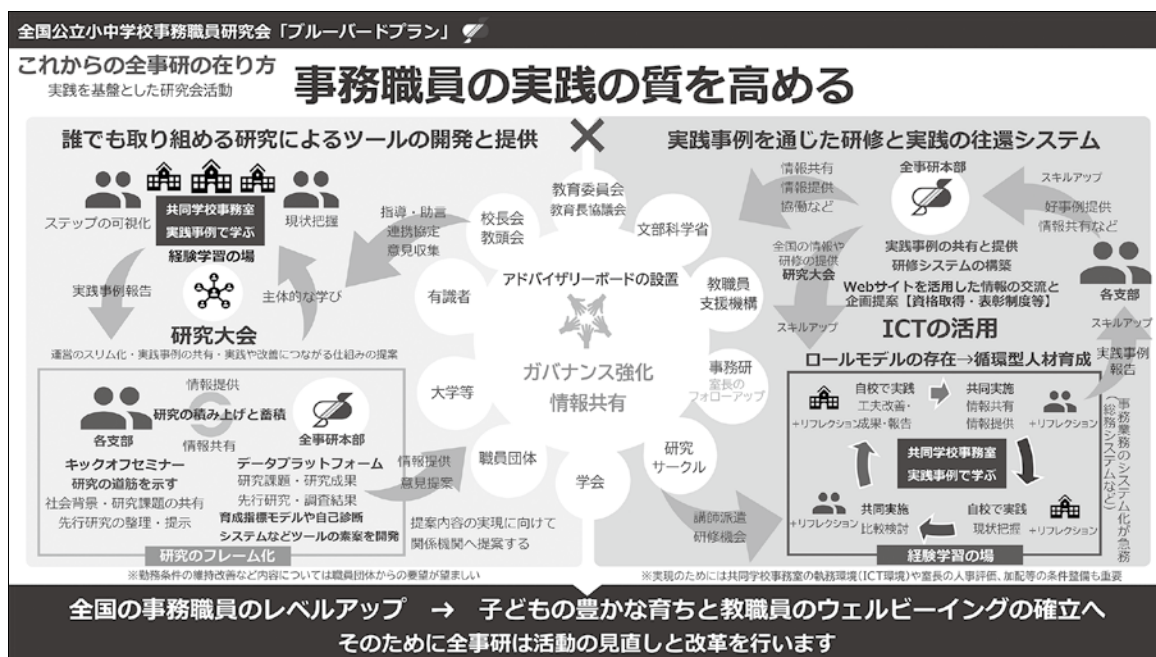 全国公立小中学校事務職員研究会「ブルーバードプラン」
これからの全事研の在り方
実践を基盤とした研究会活動
事務職員の実践の質を高める
誰でも取り組める研究によるツールの開発と提供
×
実践事例を通じた研修と実践の往還システム
ステップの可視化
共同学校事務室
実践事例で学ぶ
経験学習の場
現状把握
実践事例報告
主体的な学び
研究大会
運営のスリム化・実践事例の共有・実践や改善につながる仕組みの提案
情報提供
研究の積み上げと蓄積
情報共有
各支部
全事研本部
キックオフセミナー
研究の道筋を示す
社会背景・研究課題の共有
先行研究の整理・提示
データプラットフォーム
研究課題・研究成果
先行研究・調査結果
育成指標モデルや自己診断
システムなどツールの素案を開発
研究のフレーム化
※勤務条件の維持改善など内容については職員団体からの要望が望ましい
指導・助言
連携協定
意見収集
情報提供
意見提案
提案内容の実現に向けて
関係機関へ提案する
教育委員会
教育長協議会
校長会
教頭会
文部科学省
有識者
教職員
支援機構
大学等
事務研
室長の
フォローアップ
職員団体
研究
サークル
学会
アドバイザリーボードの設置
ガバナンス強化
情報共有
情報共有
情報提供
協働など
全事研本部
スキルアップ
好事例提供
情報共有など
各支部
全国の情報や
研修の提供
研究大会
実践事例の共有と提供
研修システムの構築
Webサイトを活用した情報の交流と
企画提案【資格取得・表彰制度等】
スキルアップ
ICTの活用
スキルアップ
実践事例
報告
ロールモデルの存在→循環型人材育成
自校で実践
工夫改善・
成果・報告
+リフレクション
共同実施
情報共有
情報提供
+リフレクション
共同学校事務室
実践事例で学ぶ
共同実施
比較検討
+リフレクション
自校で実践
現状把握
+リフレクション
経験学習の場
事務業務のシステム化が急務
(総務システムなど)
講師派遣
研修機会
※実現のためには共同学校事務室の執務環境(ICT環境)や室長の人事評価、加配等の条件整備も重要
全国の事務職員のレベルアップ → 子どもの豊かな育ちと教職員のウェルビーイングの確立へ
そのために全事研は活動の見直しと改革を行います